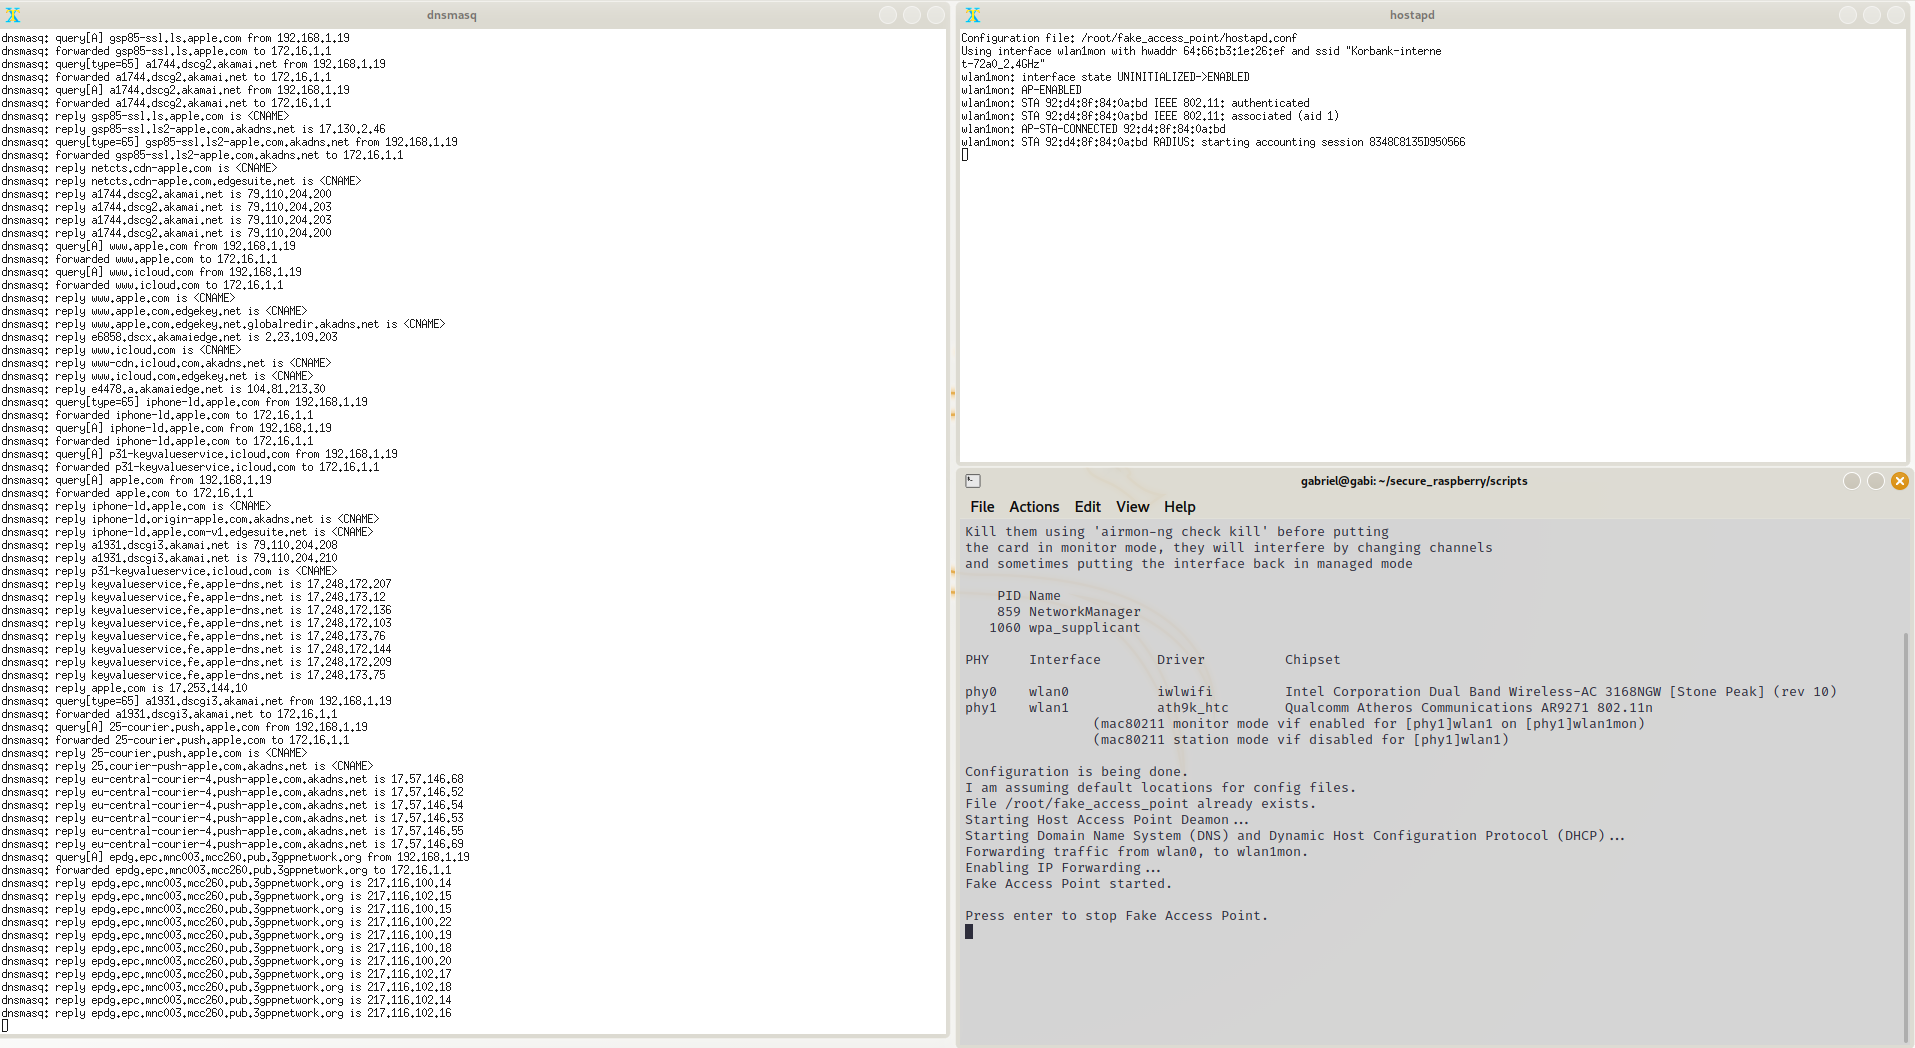 dnsmasq
dnsmasq: query[A] gsp85-ssl.ls.apple.com from 192.168.1.19
dnsmasq: forwarded gsp85-ssl.ls.apple.com to 172.16.1.1
dnsmasq: query[type=65] a1744.dscg2.akamai.net from 192.168.1.19
dnsmasq: forwarded a1744.dscg2.akamai.net to 172.16.1.1
dnsmasq: query[A] a1744.dscg2.akamai.net from 192.168.1.19
dnsmasq: forwarded a1744.dscg2.akamai.net to 172.16.1.1
dnsmasq: reply gsp85-ssl.ls.apple.com is <CNAME>
dnsmasq: reply gsp85-ssl.ls2-apple.com.akadns.net is 17.130.2.46
dnsmasq: query[type=65] gsp85-ssl.ls2-apple.com.akadns.net from 192.168.1.19
dnsmasq: forwarded gsp85-ssl.ls2-apple.com.akadns.net to 172.16.1.1
dnsmasq: reply netcts.cdn-apple.com is <CNAME>
dnsmasq: reply netcts.cdn-apple.com.edgesuite.net is <CNAME>
dnsmasq: reply a1744.dscg2.akamai.net is 79.110.204.200
dnsmasq: reply a1744.dscg2.akamai.net is 79.110.204.203
dnsmasq: reply a1744.dscg2.akamai.net is 79.110.204.203
dnsmasq: reply a1744.dscg2.akamai.net is 79.110.204.200
dnsmasq: query[A] www.apple.com from 192.168.1.19
dnsmasq: forwarded www.apple.com to 172.16.1.1
dnsmasq: query[A] www.icloud.com from 192.168.1.19
dnsmasq: forwarded www.icloud.com to 172.16.1.1
dnsmasq: reply www.apple.com is <CNAME>
dnsmasq: reply www.apple.com.edgekey.net is <CNAME>
dnsmasq: reply www.apple.com.edgekey.net.globalredir.akadns.net is <CNAME>
dnsmasq: reply e6858.dscx.akamaiedge.net is 2.23.109.203
dnsmasq: reply www.icloud.com is <CNAME>
dnsmasq: reply www-cdn.icloud.com.akadns.net is <CNAME>
dnsmasq: reply www.icloud.com.edgekey.net is <CNAME>
dnsmasq: reply e4478.a.akamaiedge.net is 104.81.213.30
dnsmasq: query[type=65] iphone-ld.apple.com from 192.168.1.19
dnsmasq: forwarded iphone-ld.apple.com to 172.16.1.1
dnsmasq: query[A] iphone-ld.apple.com from 192.168.1.19
dnsmasq: forwarded iphone-ld.apple.com to 172.16.1.1
dnsmasq: query[A] p31-keyvalueservice.icloud.com from 192.168.1.19
dnsmasq: forwarded p31-keyvalueservice.icloud.com to 172.16.1.1
dnsmasq: query[A] apple.com from 192.168.1.19
dnsmasq: forwarded apple.com to 172.16.1.1
dnsmasq: reply iphone-ld.apple.com is <CNAME>
dnsmasq: reply iphone-ld.origin-apple.com.akadns.net is <CNAME>
dnsmasq: reply iphone-ld.apple.com-v1.edgesuite.net is <CNAME>
dnsmasq: reply a1931.dscgi3.akamai.net is 79.110.204.208
dnsmasq: reply a1931.dscgi3.akamai.net is 79.110.204.210
dnsmasq: reply p31-keyvalueservice.icloud.com is <CNAME>
dnsmasq: reply keyvalueservice.fe.apple-dns.net is 17.248.172.207
dnsmasq: reply keyvalueservice.fe.apple-dns.net is 17.248.173.12
dnsmasq: reply keyvalueservice.fe.apple-dns.net is 17.248.172.136
dnsmasq: reply keyvalueservice.fe.apple-dns.net is 17.248.172.103
dnsmasq: reply keyvalueservice.fe.apple-dns.net is 17.248.173.76
dnsmasq: reply keyvalueservice.fe.apple-dns.net is 17.248.172.144
dnsmasq: reply keyvalueservice.fe.apple-dns.net is 17.248.172.209
dnsmasq: reply keyvalueservice.fe.apple-dns.net is 17.248.173.75
dnsmasq: reply apple.com is 17.253.144.10
dnsmasq: query[type=65] a1931.dscgi3.akamai.net from 192.168.1.19
dnsmasq: forwarded a1931.dscgi3.akamai.net to 172.16.1.1
dnsmasq: query[A] 25-courier.push.apple.com from 192.168.1.19
dnsmasq: forwarded 25-courier.push.apple.com to 172.16.1.1
dnsmasq: reply 25-courier.push.apple.com is <CNAME>
dnsmasq: reply 25.courier-push-apple.com.akadns.net is <CNAME>
dnsmasq: reply eu-central-courier-4.push-apple.com.akadns.net is 17.57.146.68
dnsmasq: reply eu-central-courier-4.push-apple.com.akadns.net is 17.57.146.52
dnsmasq: reply eu-central-courier-4.push-apple.com.akadns.net is 17.57.146.54
dnsmasq: reply eu-central-courier-4.push-apple.com.akadns.net is 17.57.146.53
dnsmasq: reply eu-central-courier-4.push-apple.com.akadns.net is 17.57.146.55
dnsmasq: reply eu-central-courier-4.push-apple.com.akadns.net is 17.57.146.69
dnsmasq: query[A] epdg.epc.mnc003.mcc260.pub.3gppnetwork.org from 192.168.1.19
dnsmasq: forwarded epdg.epc.mnc003.mcc260.pub.3gppnetwork.org to 172.16.1.1
dnsmasq: reply epdg.epc.mnc003.mcc260.pub.3gppnetwork.org is 217.116.100.14
dnsmasq: reply epdg.epc.mnc003.mcc260.pub.3gppnetwork.org is 217.116.102.15
dnsmasq: reply epdg.epc.mnc003.mcc260.pub.3gppnetwork.org is 217.116.100.15
dnsmasq: reply epdg.epc.mnc003.mcc260.pub.3gppnetwork.org is 217.116.100.22
dnsmasq: reply epdg.epc.mnc003.mcc260.pub.3gppnetwork.org is 217.116.100.19
dnsmasq: reply epdg.epc.mnc003.mcc260.pub.3gppnetwork.org is 217.116.100.18
dnsmasq: reply epdg.epc.mnc003.mcc260.pub.3gppnetwork.org is 217.116.100.20
dnsmasq: reply epdg.epc.mnc003.mcc260.pub.3gppnetwork.org is 217.116.102.17
dnsmasq: reply epdg.epc.mnc003.mcc260.pub.3gppnetwork.org is 217.116.102.18
dnsmasq: reply epdg.epc.mnc003.mcc260.pub.3gppnetwork.org is 217.116.102.14
dnsmasq: reply epdg.epc.mnc003.mcc260.pub.3gppnetwork.org is 217.116.102.16
hostapd
Configuration file: /root/fake_access_point/hostapd.conf
Using interface wlan1mon with hwaddr 64:66:b3:1e:26:ef and ssid "Korbank-interne
t-72a0_2.4GHz"
wlan1mon: interface state UNINITIALIZED->ENABLED
wlan1mon: AP-ENABLED
wlan1mon: STA 92:d4:8f:84:0a:bd IEEE 802.11: authenticated
wlan1mon: STA 92:d4:8f:84:0a:bd IEEE 802.11: associated (aid 1)
wlan1mon: AP-STA-CONNECTED 92:d4:8f:84:0a:bd
wlan1mon: STA 92:d4:8f:84:0a:bd RADIUS: starting accounting session 8348C8135D950566
gabriel@gabi: ~/secure_raspberry/scripts
File Actions Edit View Help
Kill them using 'airmon-ng check kill' before putting
the card in monitor mode, they will interfere by changing channels
and sometimes putting the interface back in managed mode
PID Name
859 NetworkManager
1060 wpa_supplicant
PHY Interface Driver Chipset
phy0 wlan0 iwlwifi Intel Corporation Dual Band Wireless-AC 3168NGW [Stone Peak] (rev 10)
phy1 wlan1 ath9k_htc Qualcomm Atheros Communications AR9271 802.11n
(mac80211 monitor mode vif enabled for [phy1]wlan1 on [phy1]wlan1mon)
(mac80211 station mode vif disabled for [phy1]wlan1)
Configuration is being done.
I am assuming default locations for config files.
File /root/fake_access_point already exists.
Starting Host Access Point Deamon...
Starting Domain Name System (DNS) and Dynamic Host Configuration Protocol (DHCP)...
Forwarding traffic from wlan0, to wlan1mon.
Enabling IP Forwarding...
Fake Access Point started.
Press enter to stop Fake Access Point.